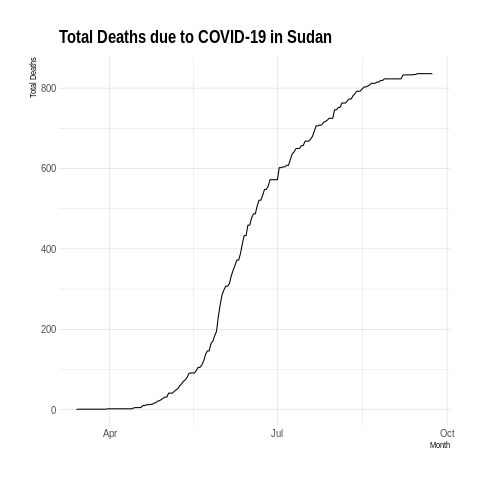 Total Deaths due to COVID-19 in Sudan
Total Deaths
800
600
400
200
0
Apr
Jul
Oct
Month